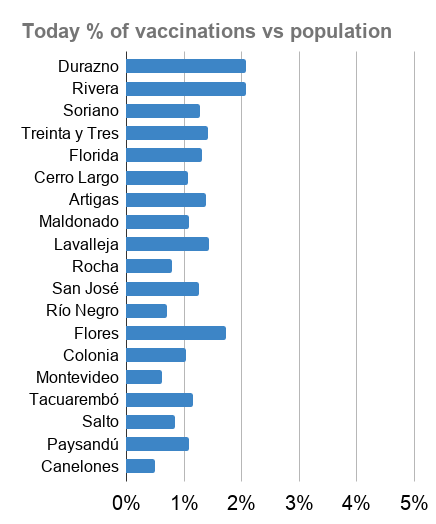 Today % of vaccinations vs population
Durazno
Rivera
Soriano
Treinta y Tres
Florida
Cerro Largo
Artigas
Maldonado
Lavalleja
Rocha
San José
Río Negro
Flores
Colonia
Montevideo
Tacuarembó
Salto
Paysandú
Canelones
0% 1% 2% 3% 4% 5%